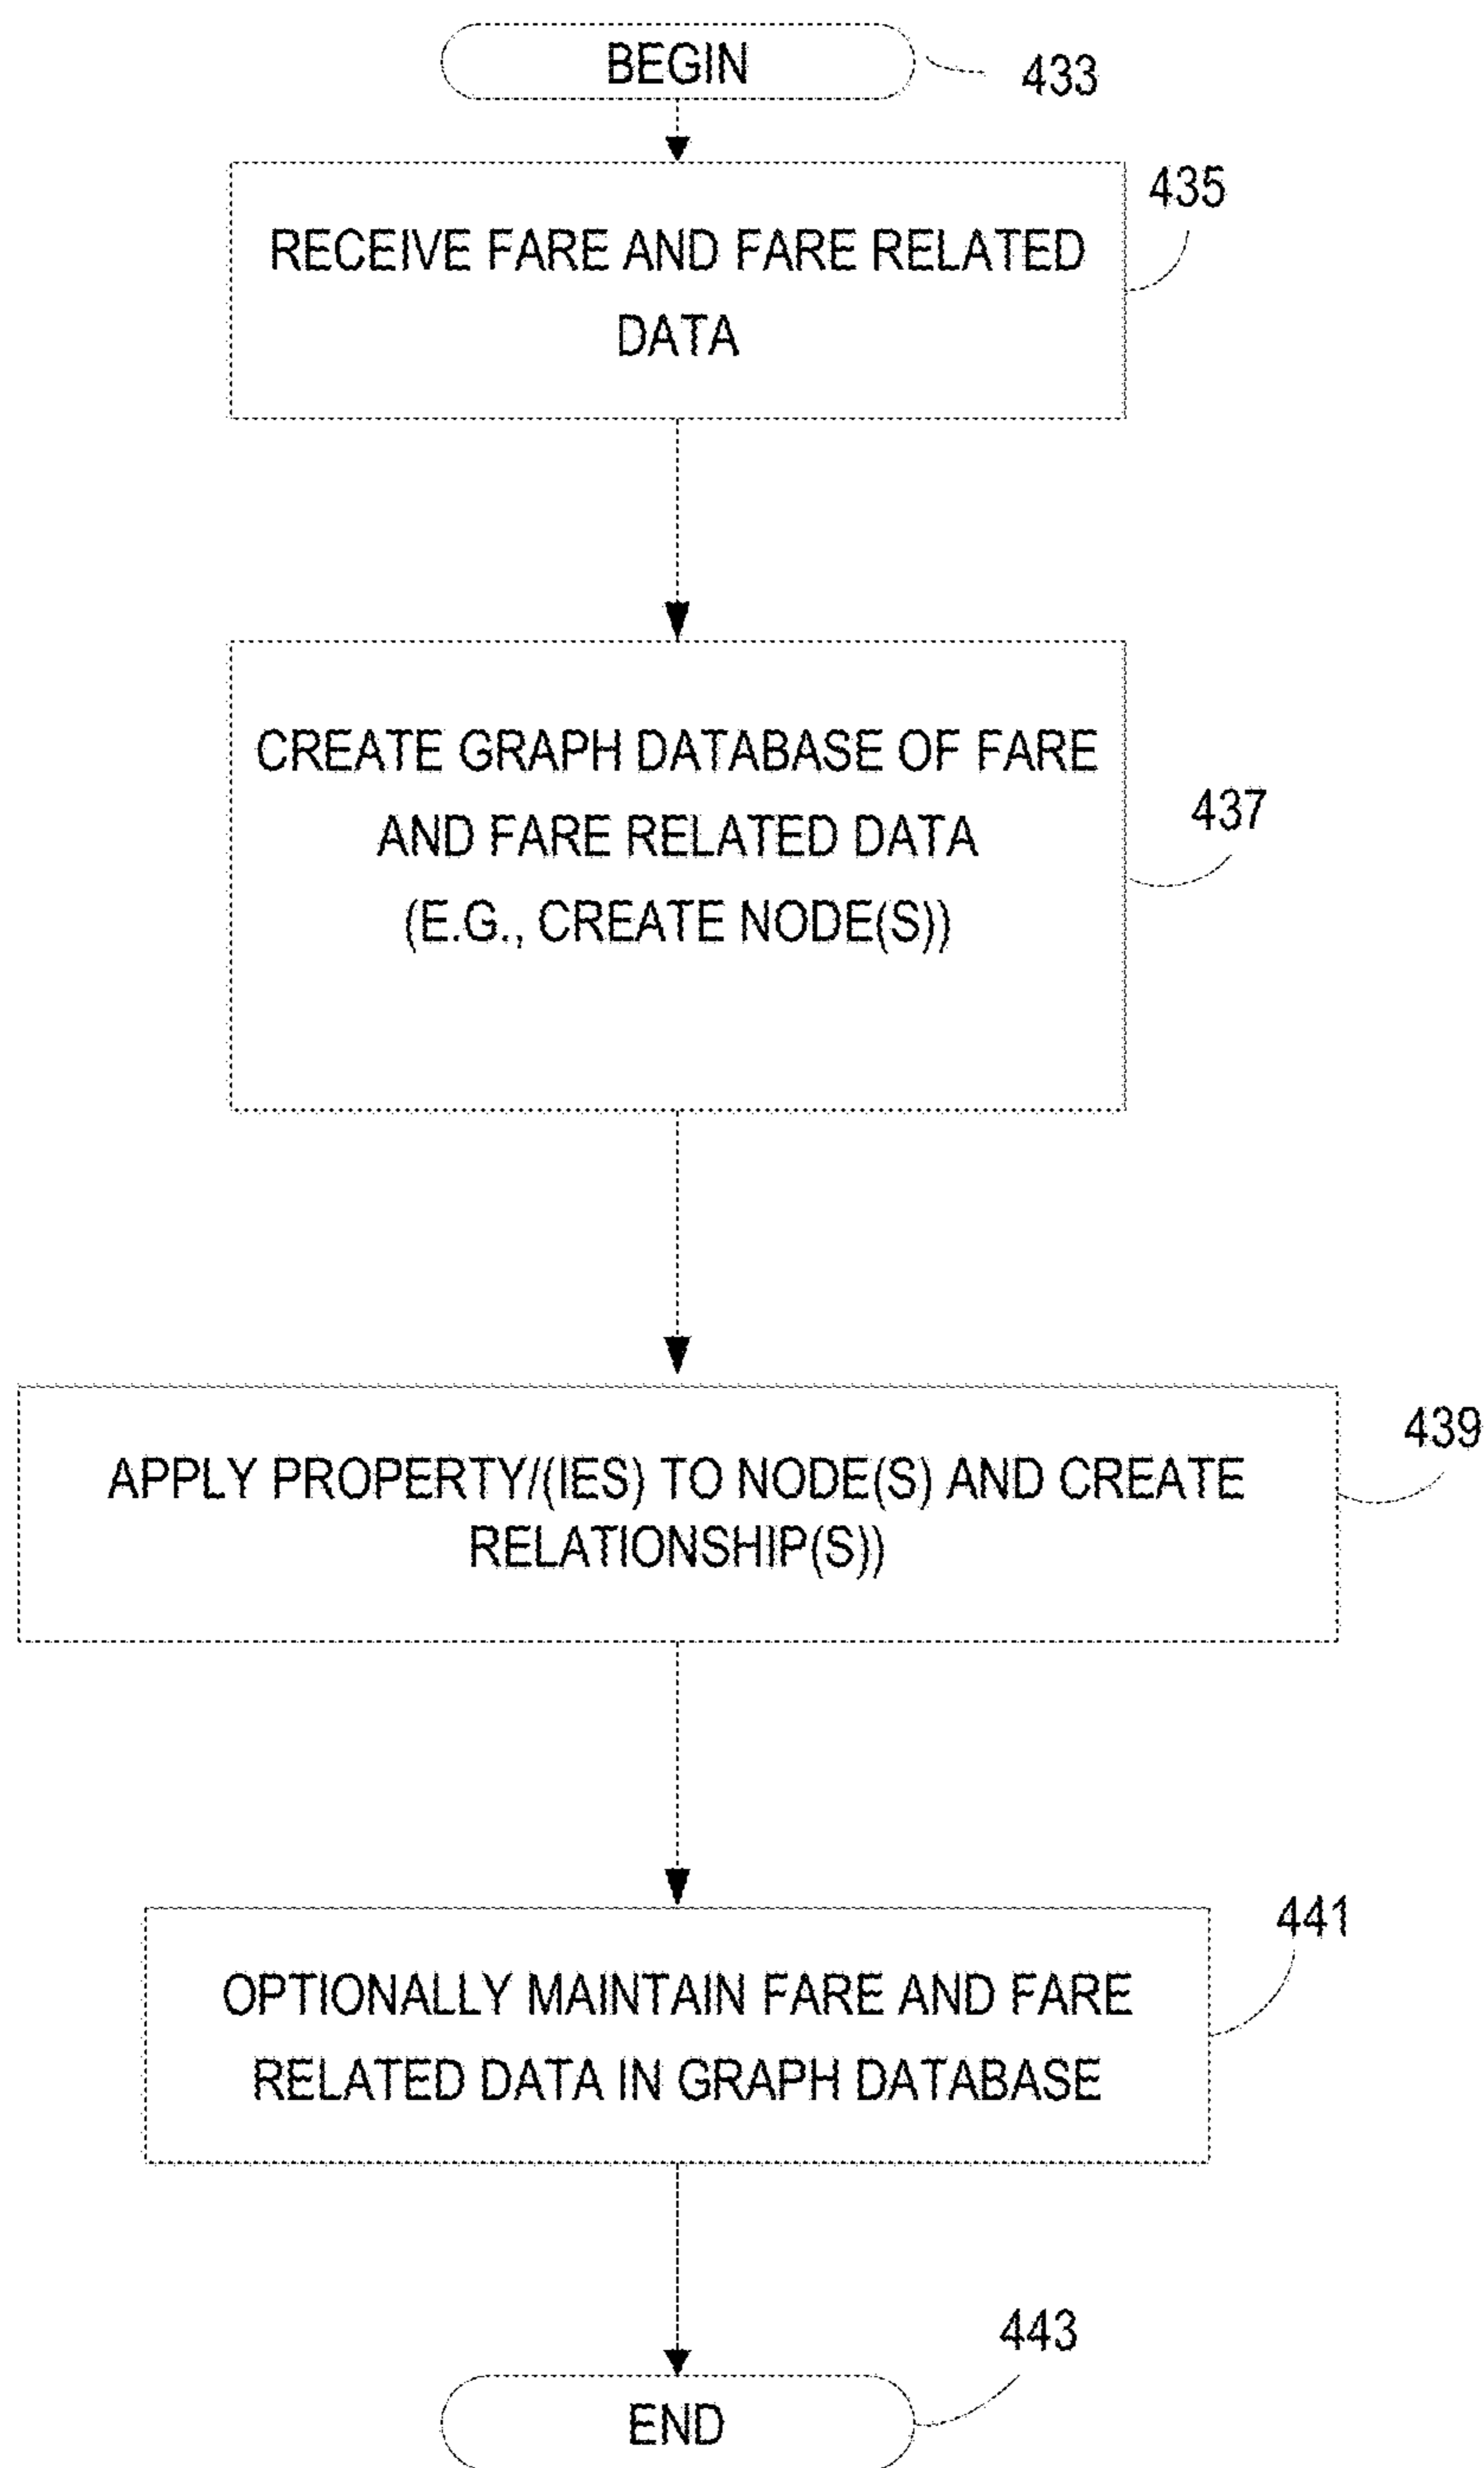 BEGIN
433
435
RECEIVE FARE AND FARE RELATED
DATA
CREATE GRAPH DATABASE OF FARE
AND FARE RELATED DATA
(E.G., CREATE NODE(S))
437
439
APPLY PROPERTY/(IES) TO NODE(S) AND CREATE
RELATIONSHIP(S))
441
OPTIONALLY MAINTAIN FARE AND FARE
RELATED DATA IN GRAPH DATABASE
443
END